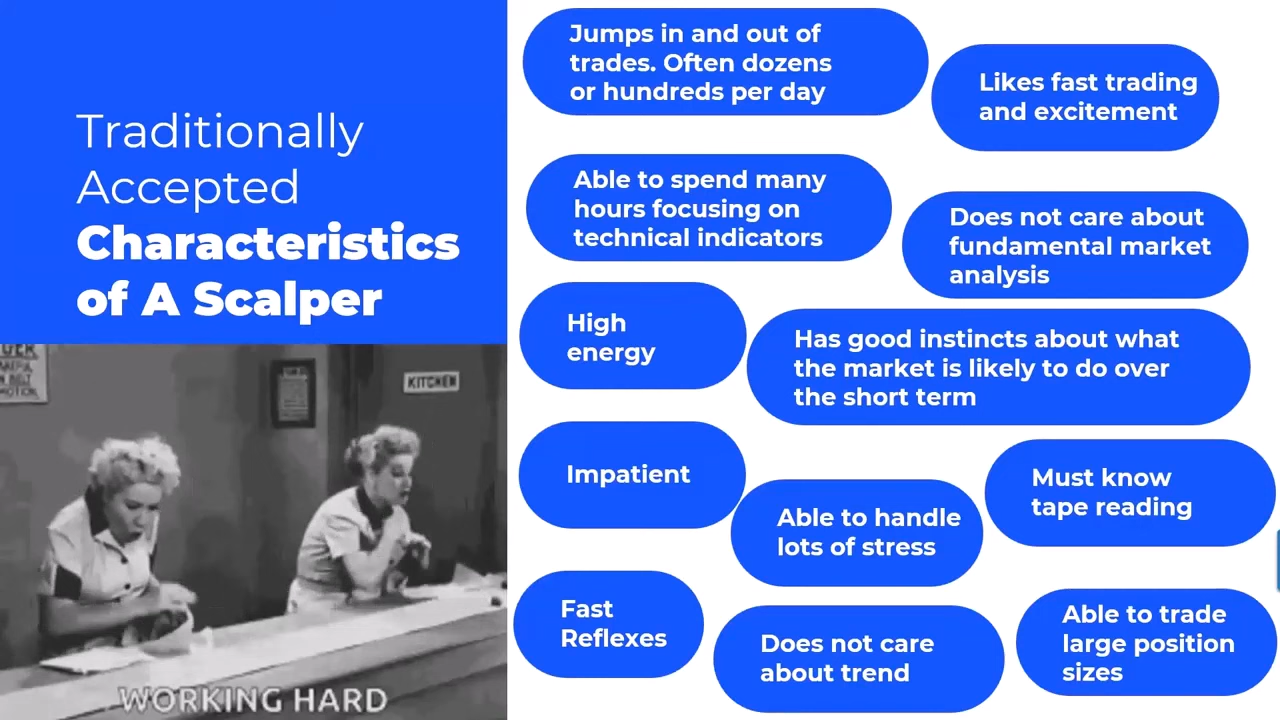 Traditionally
Accepted
Characteristics
of A Scalper
KITCHEN
WORKING HARD
Jumps in and out of
trades. Often dozens
or hundreds per day
Likes fast trading
and excitement
Able to spend many
hours focusing on
technical indicators
Does not care about
fundamental market
analysis
High
energy
Has good instincts about what
the market is likely to do over
the short term
Impatient
Able to handle
lots of stress
Must know
tape reading
Fast
Reflexes
Does not care
about trend
Able to trade
large position
sizes